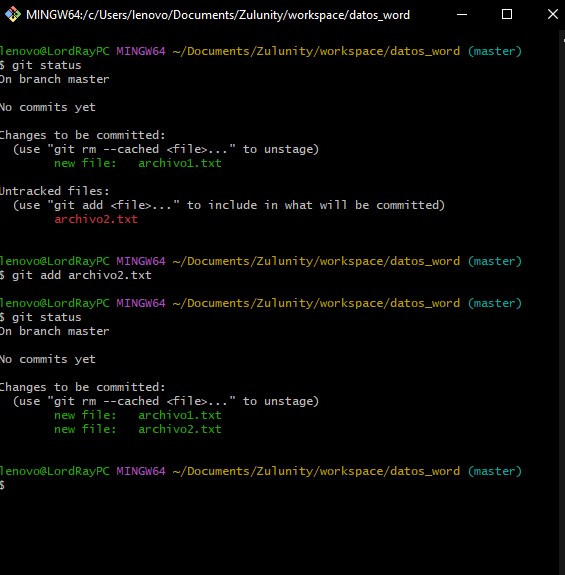 MINGW64:/c/Users/lenovo/Documents/Zulunity/workspace/datos_word
lenovo@LordRayPC MINGW64 ~/Documents/Zulunity/workspace/datos_word (master)
$ git status
On branch master
No commits yet
Changes to be committed:
  (use "git rm --cached <file>..." to unstage)
        new file:   archivo1.txt
Untracked files:
  (use "git add <file>..." to include in what will be committed)
        archivo2.txt
lenovo@LordRayPC MINGW64 ~/Documents/Zulunity/workspace/datos_word (master)
$ git add archivo2.txt
lenovo@LordRayPC MINGW64 ~/Documents/Zulunity/workspace/datos_word (master)
$ git status
On branch master
No commits yet
Changes to be committed:
  (use "git rm --cached <file>..." to unstage)
        new file:   archivo1.txt
        new file:   archivo2.txt
lenovo@LordRayPC MINGW64 ~/Documents/Zulunity/workspace/datos_word (master)
$